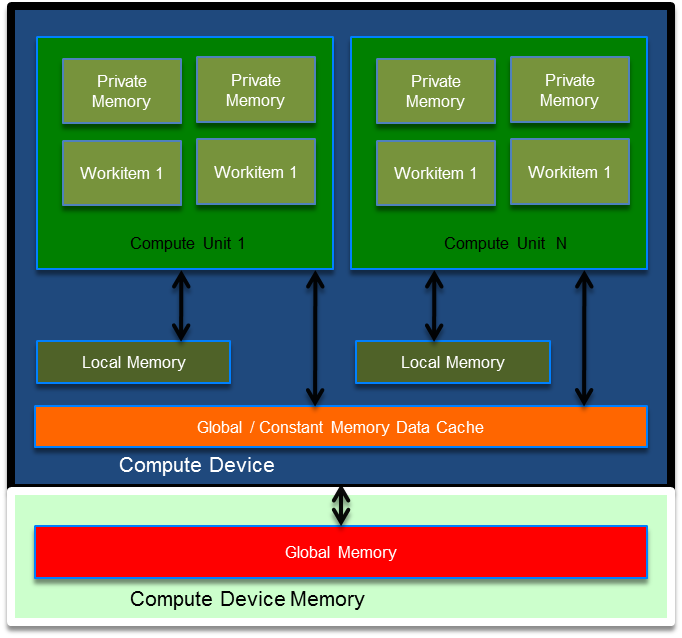 Private
Memory
Private
Memory
Workitem 1
Workitem 1
Compute Unit 1
Private
Memory
Private
Memory
Workitem 1
Workitem 1
Compute Unit N
Local Memory
Local Memory
Global / Constant Memory Data Cache
Compute Device
Global Memory
Compute Device Memory